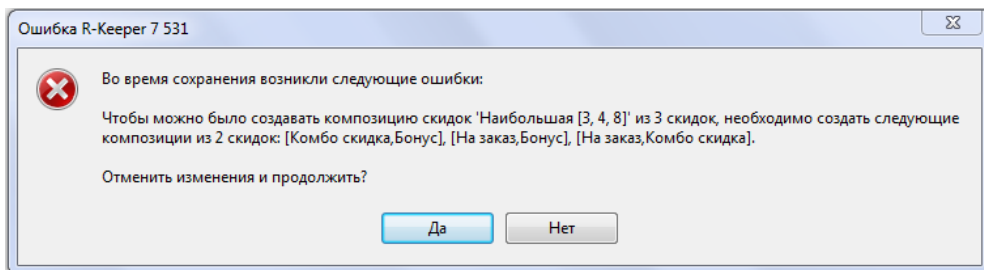 Ошибка R-Keeper 7 531
Во время сохранения возникли следующие ошибки:
Чтобы можно было создавать композицию скидок 'Наибольшая [3, 4, 8]' из 3 скидок, необходимо создать следующие
композиции из 2 скидок: [Комбо скидка,Бонус], [На заказ,Бонус], [На заказ,Комбо скидка].
Отменить изменения и продолжить?
Да
Нет